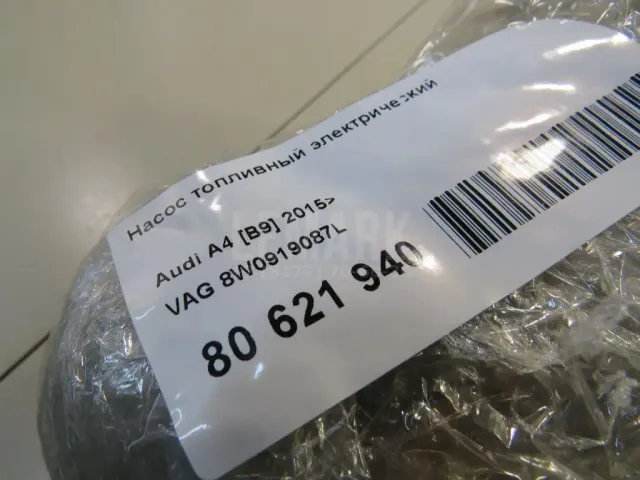 Насос топливный электрический
Audi A4 [B9] 2015>
VAG 8W0919087L
80 621 940